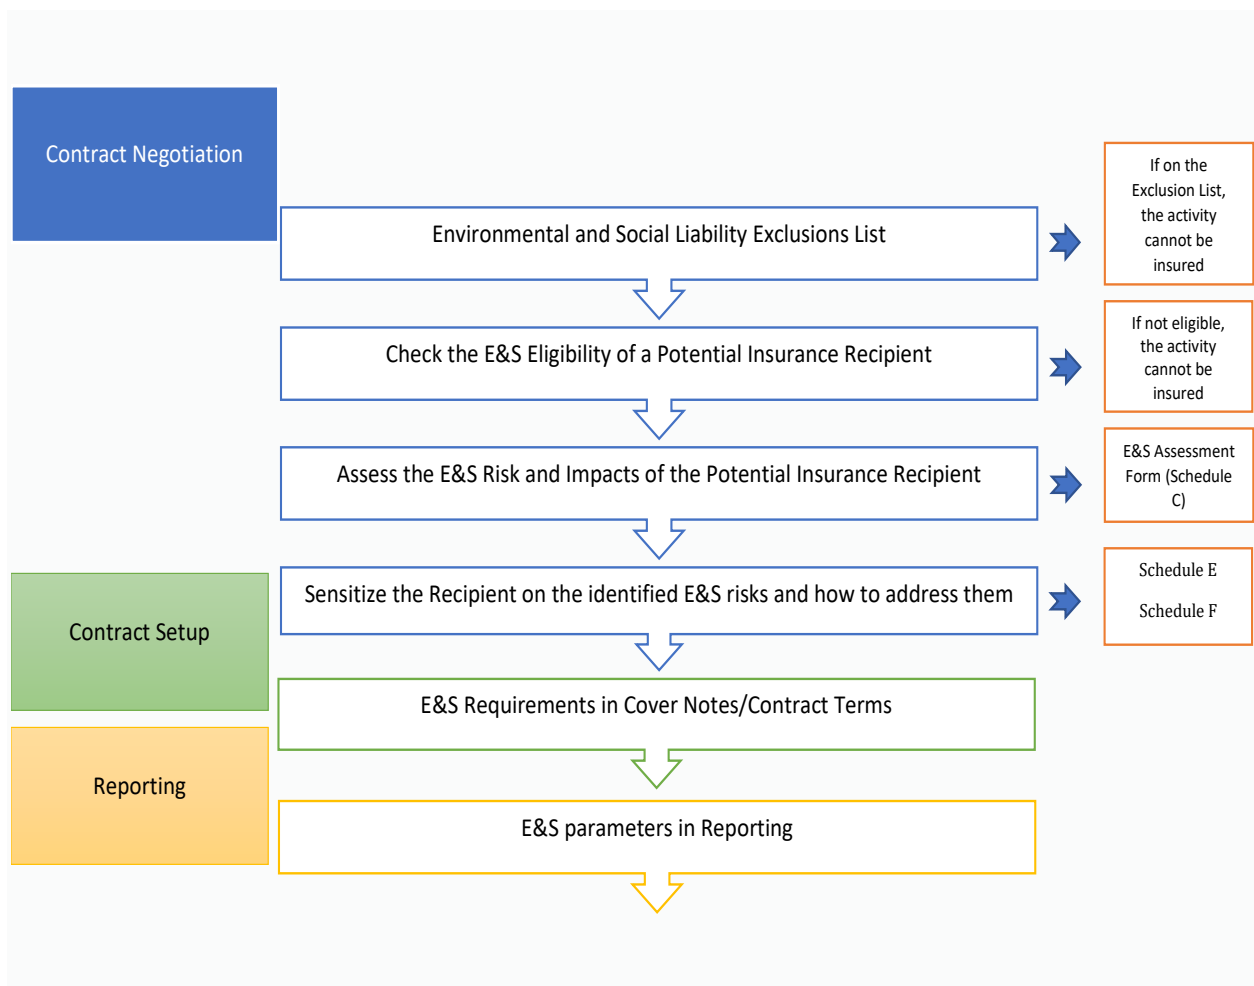 Contract Negotiation
Environmental and Social Liability Exclusions List
If on the
Exclusion List,
the activity
cannot be
insured
Check the E&S Eligibility of a Potential Insurance Recipient
If not eligible,
the activity
cannot be
insured
Assess the E&S Risk and Impacts of the Potential Insurance Recipient
E&S Assessment
Form (Schedule
C)
Sensitize the Recipient on the identified E&S risks and how to address them
Schedule E
Schedule F
Contract Setup
E&S Requirements in Cover Notes/Contract Terms
Reporting
E&S parameters in Reporting